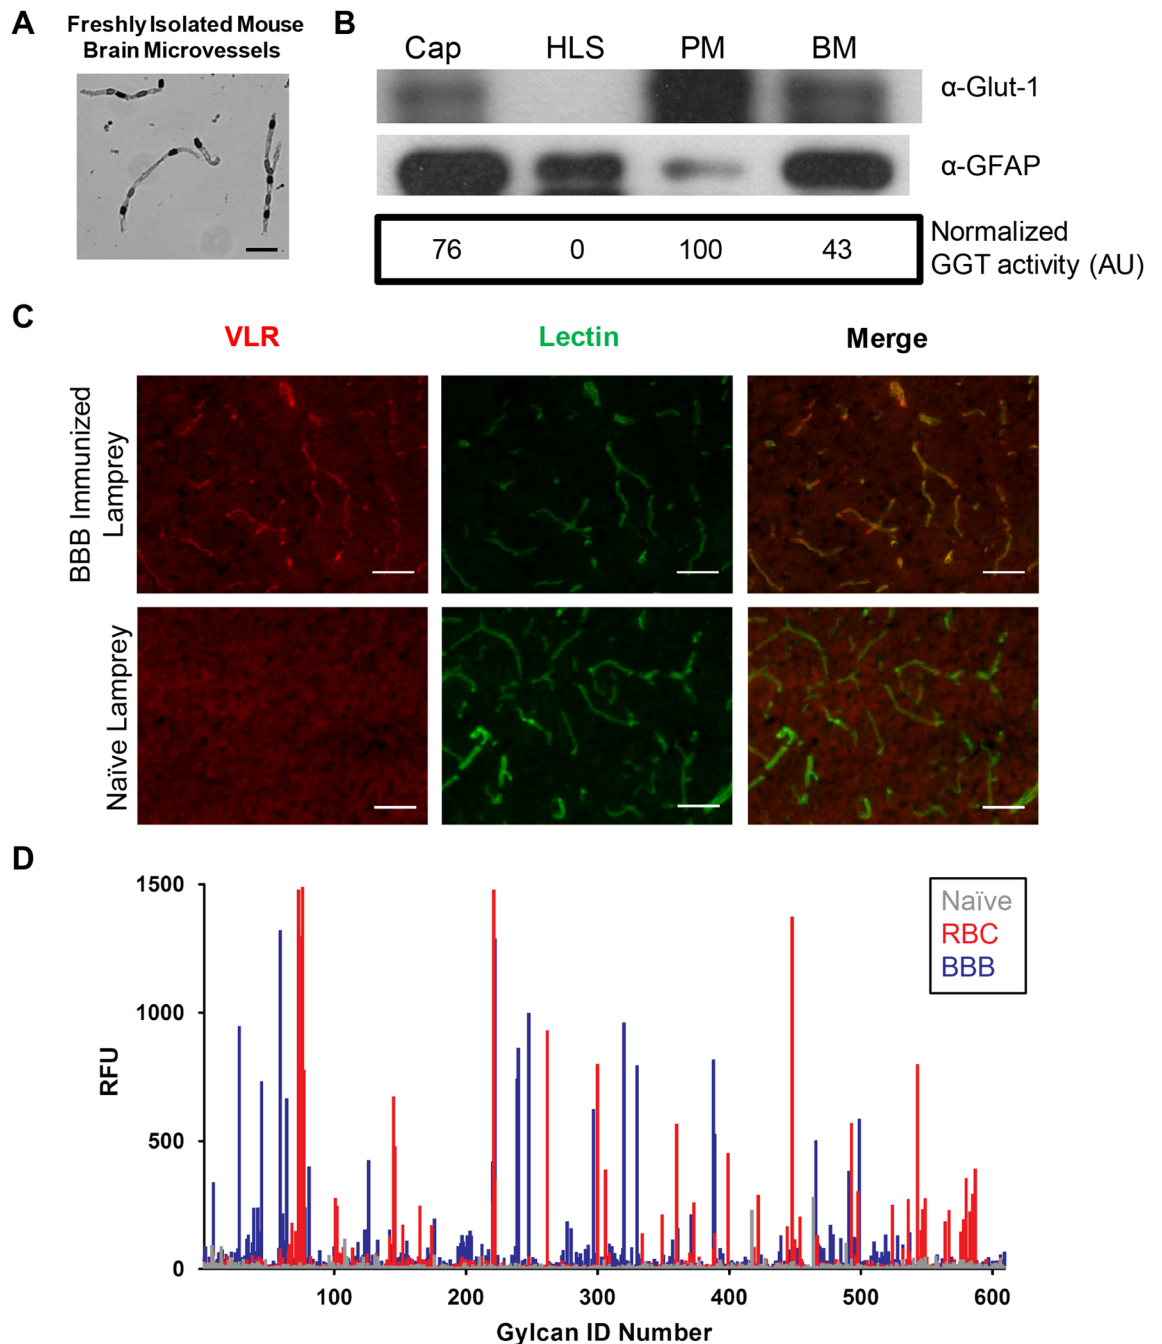 A
Freshly Isolated Mouse
Brain Microvessels
B
Cap HLS PM BM
α-Glut-1
α-GFAP
76 0 100 43
Normalized
GGT activity (AU)
C
VLR Lectin Merge
BBB Immunized
Lamprey
Naïve Lamprey
D
1500
1000
500
0
RFU
100 200 300 400 500 600
Gylcan ID Number
Naïve
RBC
BBB